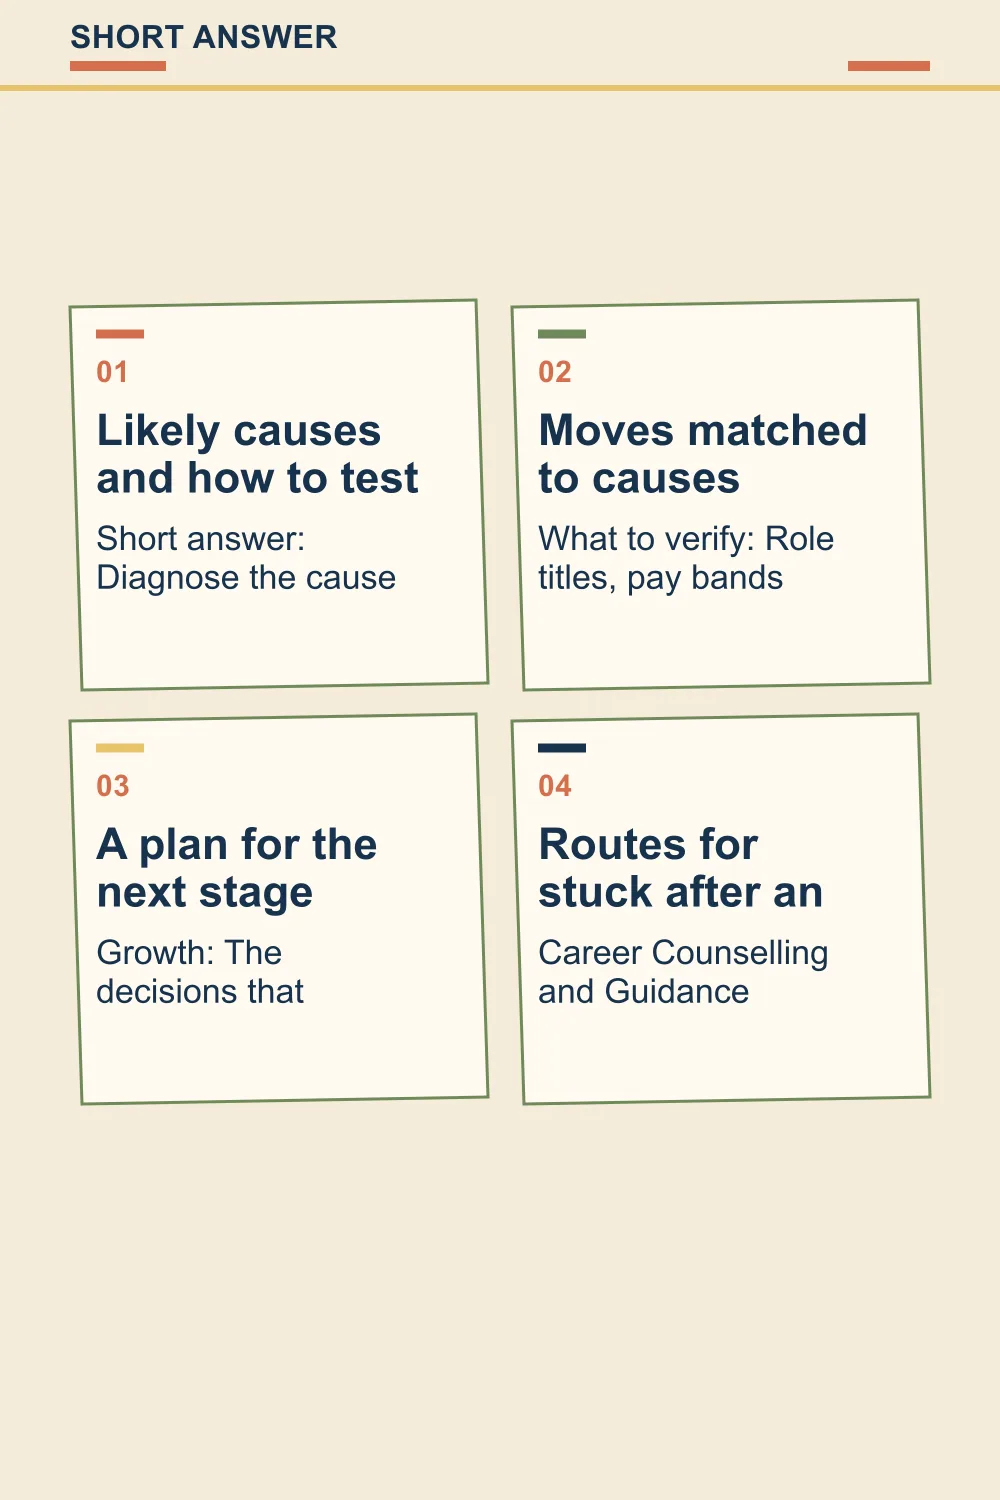 SHORT ANSWER
01
Likely causes
and how to test
Short answer:
Diagnose the cause
02
Moves matched
to causes
What to verify: Role
titles, pay bands
03
A plan for the
next stage
Growth: The
decisions that
04
Routes for
stuck after an
Career Counselling
and Guidance